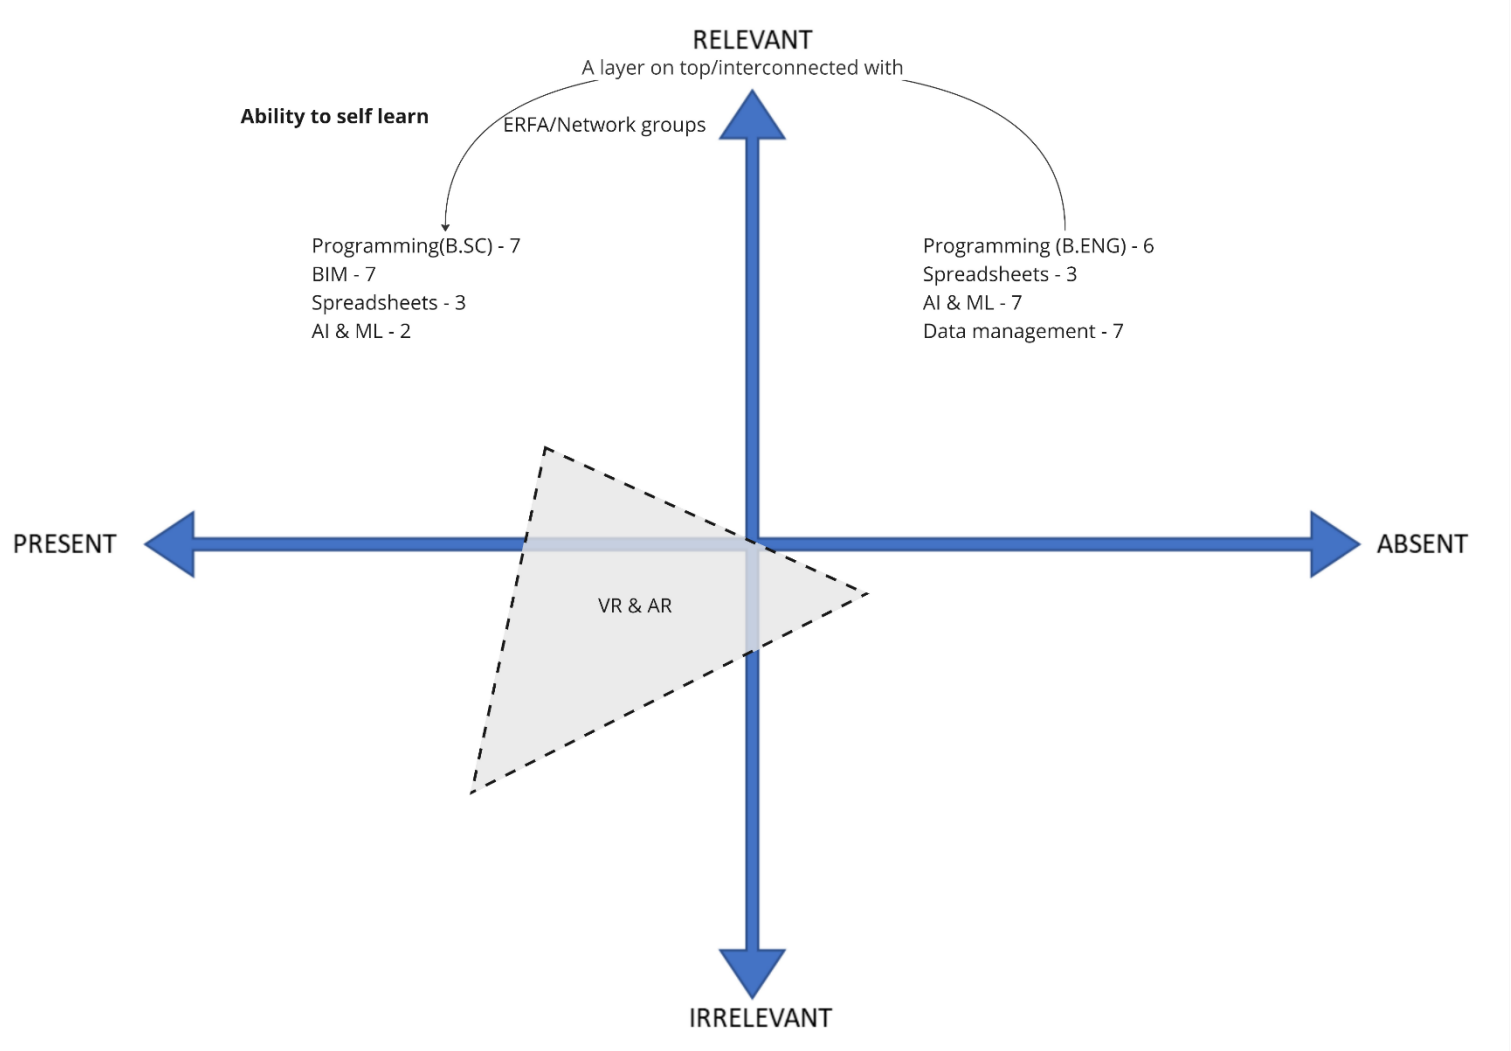 RELEVANT
A layer on top/interconnected with
Ability to self learn
ERFA/Network groups
Programming(B.SC) - 7
BIM - 7
Spreadsheets - 3
AI & ML - 2
Programming (B.ENG) - 6
Spreadsheets - 3
AI & ML - 7
Data management - 7
PRESENT
ABSENT
VR & AR
IRRELEVANT